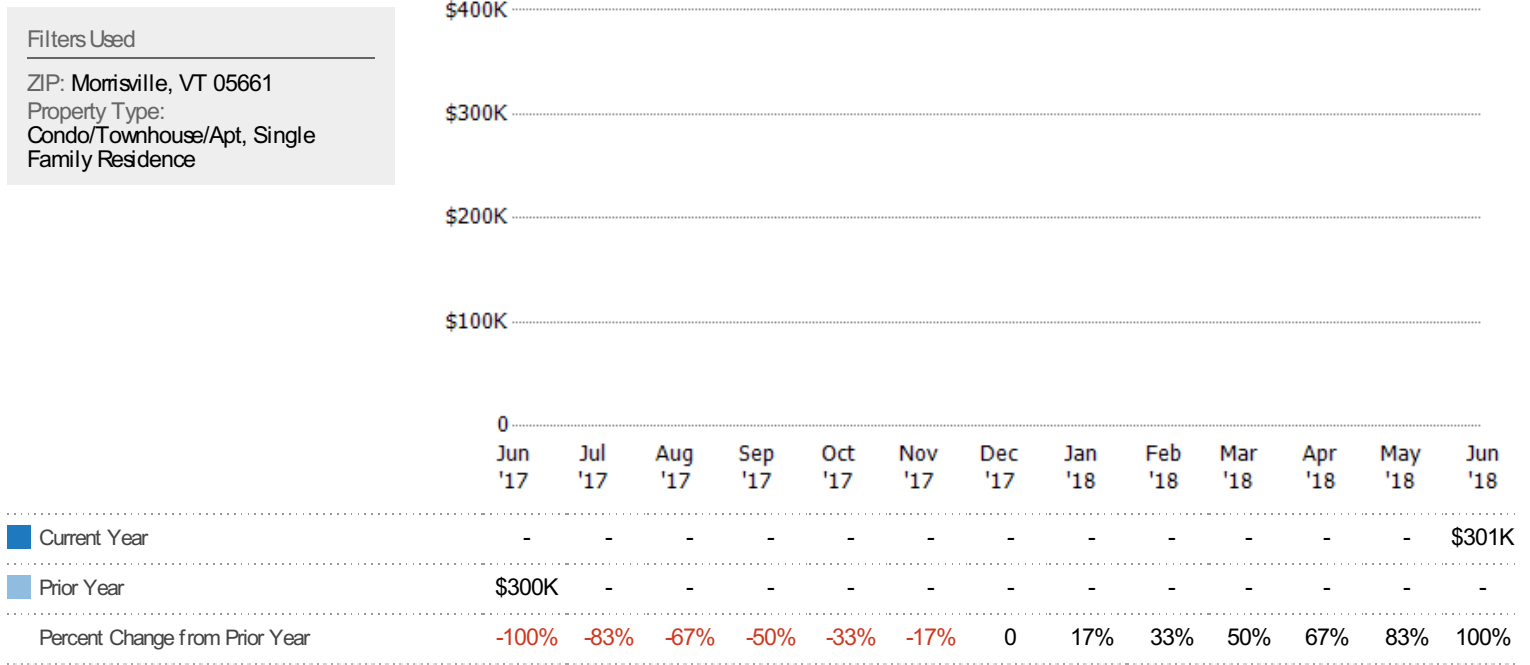 Filters Used
ZIP: Morrisville, VT 05661
Property Type:
Condo/Townhouse/Apt, Single
Family Residence
$400K
$300K
$200K
$100K
0
Jun Jul Aug Sep Oct Nov Dec Jan Feb Mar Apr May Jun
'17 '17 '17 '17 '17 '17 '17 '18 '18 '18 '18 '18 '18
Current Year - - - - - - - - - - - - $301K
Prior Year $300K - - - - - - - - - - - -
Percent Change from Prior Year -100% -83% -67% -50% -33% -17% 0 17% 33% 50% 67% 83% 100%